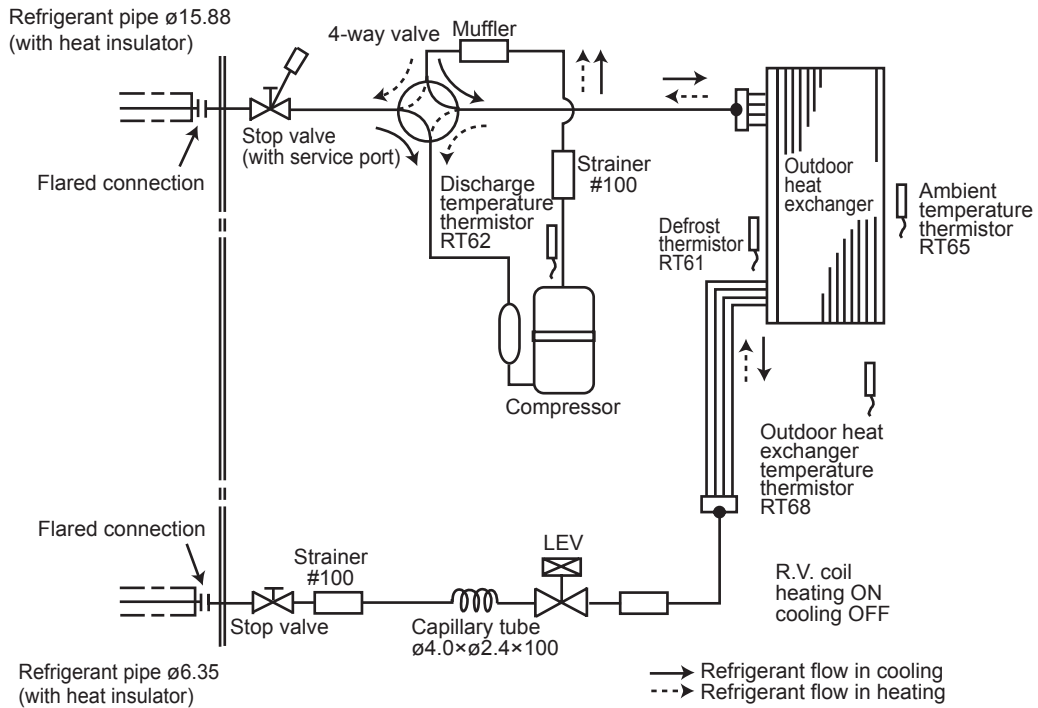 Refrigerant pipe ø15.88
(with heat insulator)
4-way valve
Muffler
Stop valve
(with service port)
Flared connection
Discharge
temperature
thermistor
RT62
Strainer
#100
Outdoor
heat
exchanger
Ambient
temperature
thermistor
RT65
Defrost
thermistor
RT61
Compressor
Outdoor heat
exchanger
temperature
thermistor
RT68
Flared connection
Strainer
#100
LEV
R.V. coil
heating ON
cooling OFF
Stop valve
Capillary tube
ø4.0×ø2.4×100
Refrigerant pipe ø6.35
(with heat insulator)
Refrigerant flow in cooling
Refrigerant flow in heating